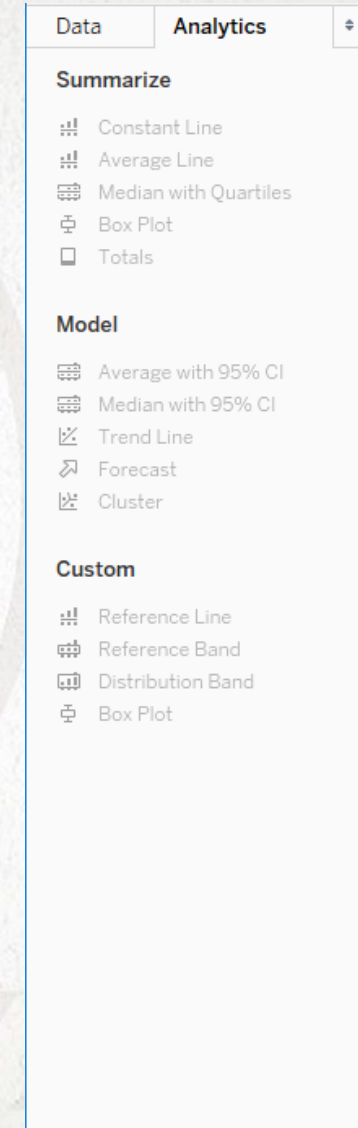 Data Analytics
Summarize
Constant Line
Average Line
Median with Quartiles
Box Plot
Totals
Model
Average with 95% CI
Median with 95% CI
Trend Line
Forecast
Cluster
Custom
Reference Line
Reference Band
Distribution Band
Box Plot